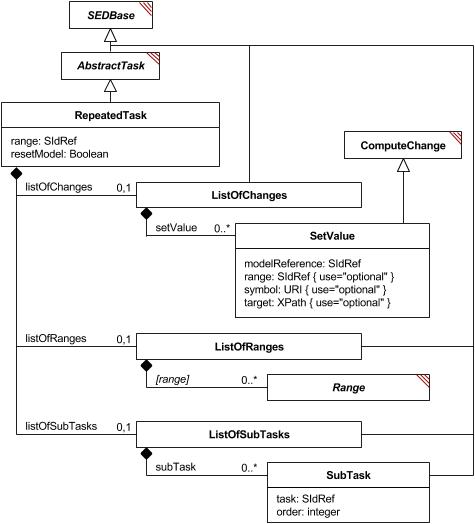 SEDBase
AbstractTask
RepeatedTask
range: SIdRef
resetModel: Boolean
ComputeChange
listOfChanges 0,1
ListOfChanges
setValue 0..*
SetValue
modelReference: SIdRef
range: SIdRef { use="optional" }
symbol: URI { use="optional" }
target: XPath { use="optional" }
listOfRanges 0,1
ListOfRanges
[range] 0..*
Range
listOfSubTasks 0,1
ListOfSubTasks
subTask 0..*
SubTask
task: SIdRef
order: integer